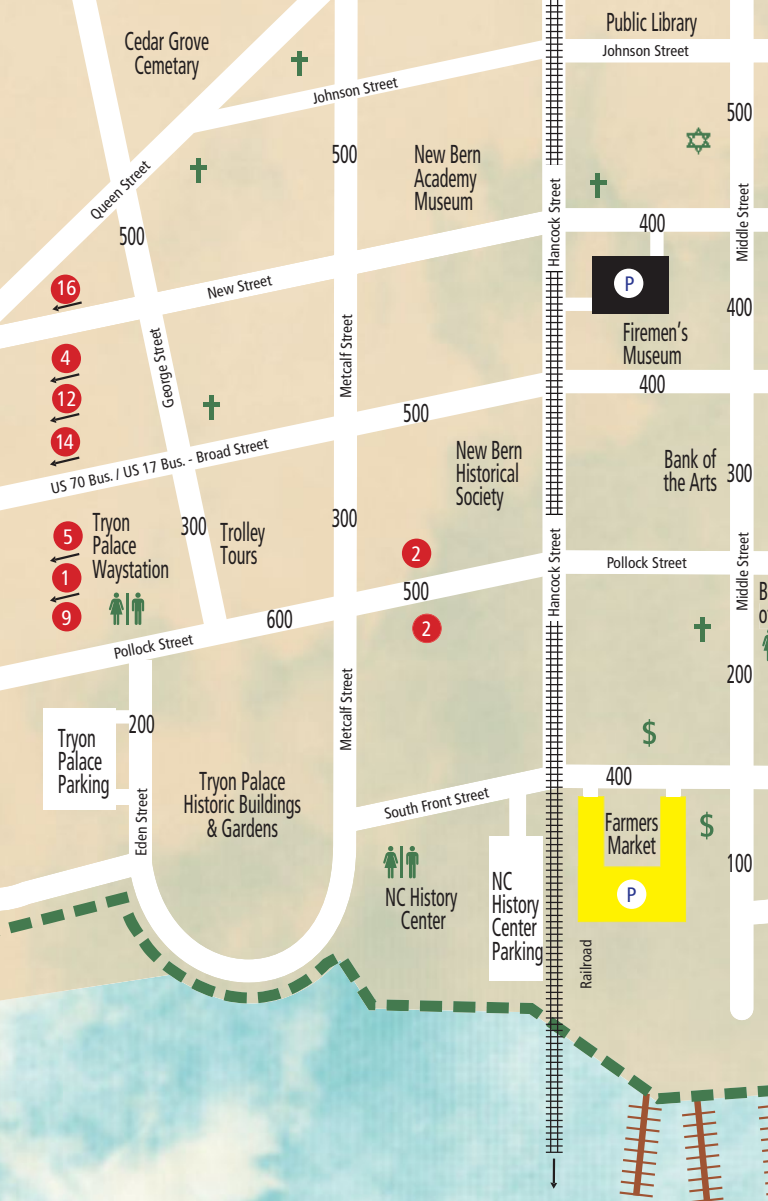 Public Library
Cedar Grove
Cemetary
Johnson Street
Johnson Street
500
500
New Bern
Academy
Museum
Queen Street
Hancock Street
Middle Street
400
500
16
New Street
P
400
Firemen's
Museum
George Street
Metcalf Street
4
12
14
400
500
US 70 Bus. / US 17 Bus. - Broad Street
New Bern
Historical
Society
Bank of
the Arts
300
5
1
9
Tryon
Palace
Waystation
300
Trolley
Tours
300
2
Hancock Street
Pollock Street
Middle Street
500
600
2
B
o
Pollock Street
200
Metcalf Street
200
Tryon
Palace
Parking
$
400
Tryon Palace
Historic Buildings
& Gardens
Eden Street
South Front Street
Farmers
Market
$
100
NC History
Center
NC
History
Center
Parking
P
Railroad